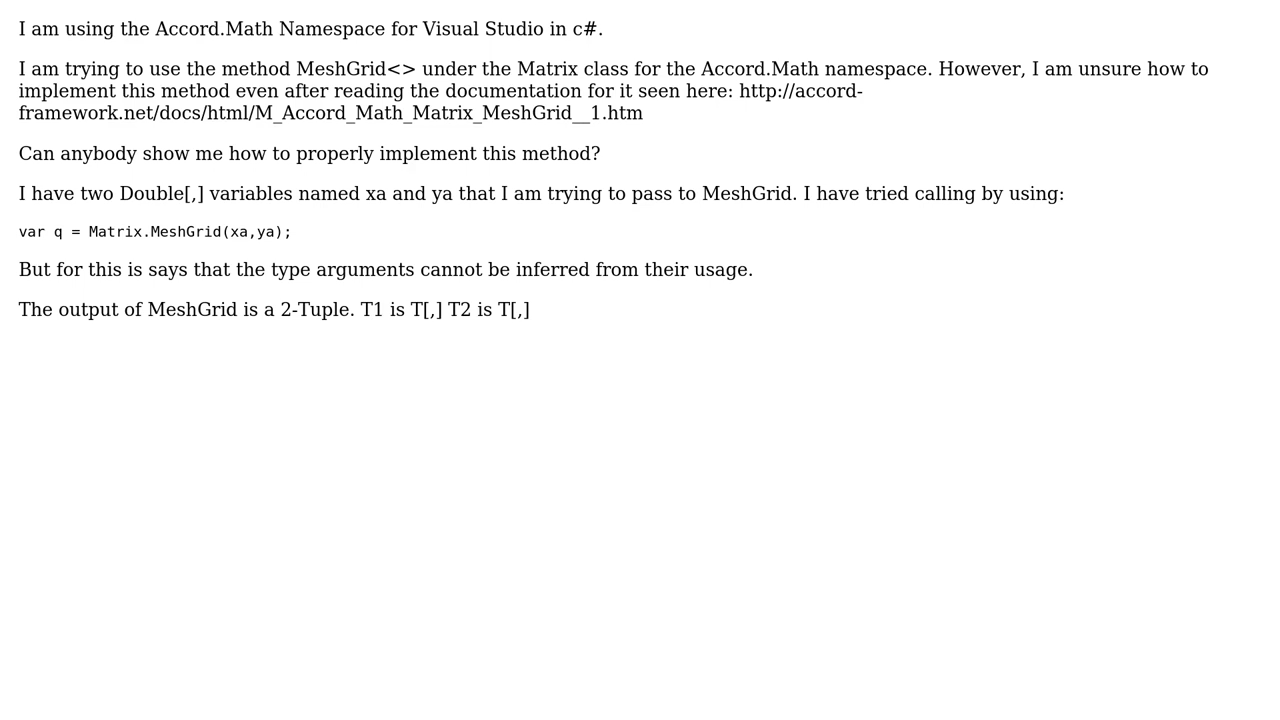 I am using the Accord.Math Namespace for Visual Studio in c#.
I am trying to use the method MeshGrid<> under the Matrix class for the Accord.Math namespace. However, I am unsure how to
implement this method even after reading the documentation for it seen here: http://accord-
framework.net/docs/html/M_Accord_Math_Matrix_MeshGrid__1.htm
Can anybody show me how to properly implement this method?
I have two Double[,] variables named xa and ya that I am trying to pass to MeshGrid. I have tried calling by using:
var q = Matrix.MeshGrid(xa,ya);
But for this is says that the type arguments cannot be inferred from their usage.
The output of MeshGrid is a 2-Tuple. T1 is T[,] T2 is T[,]